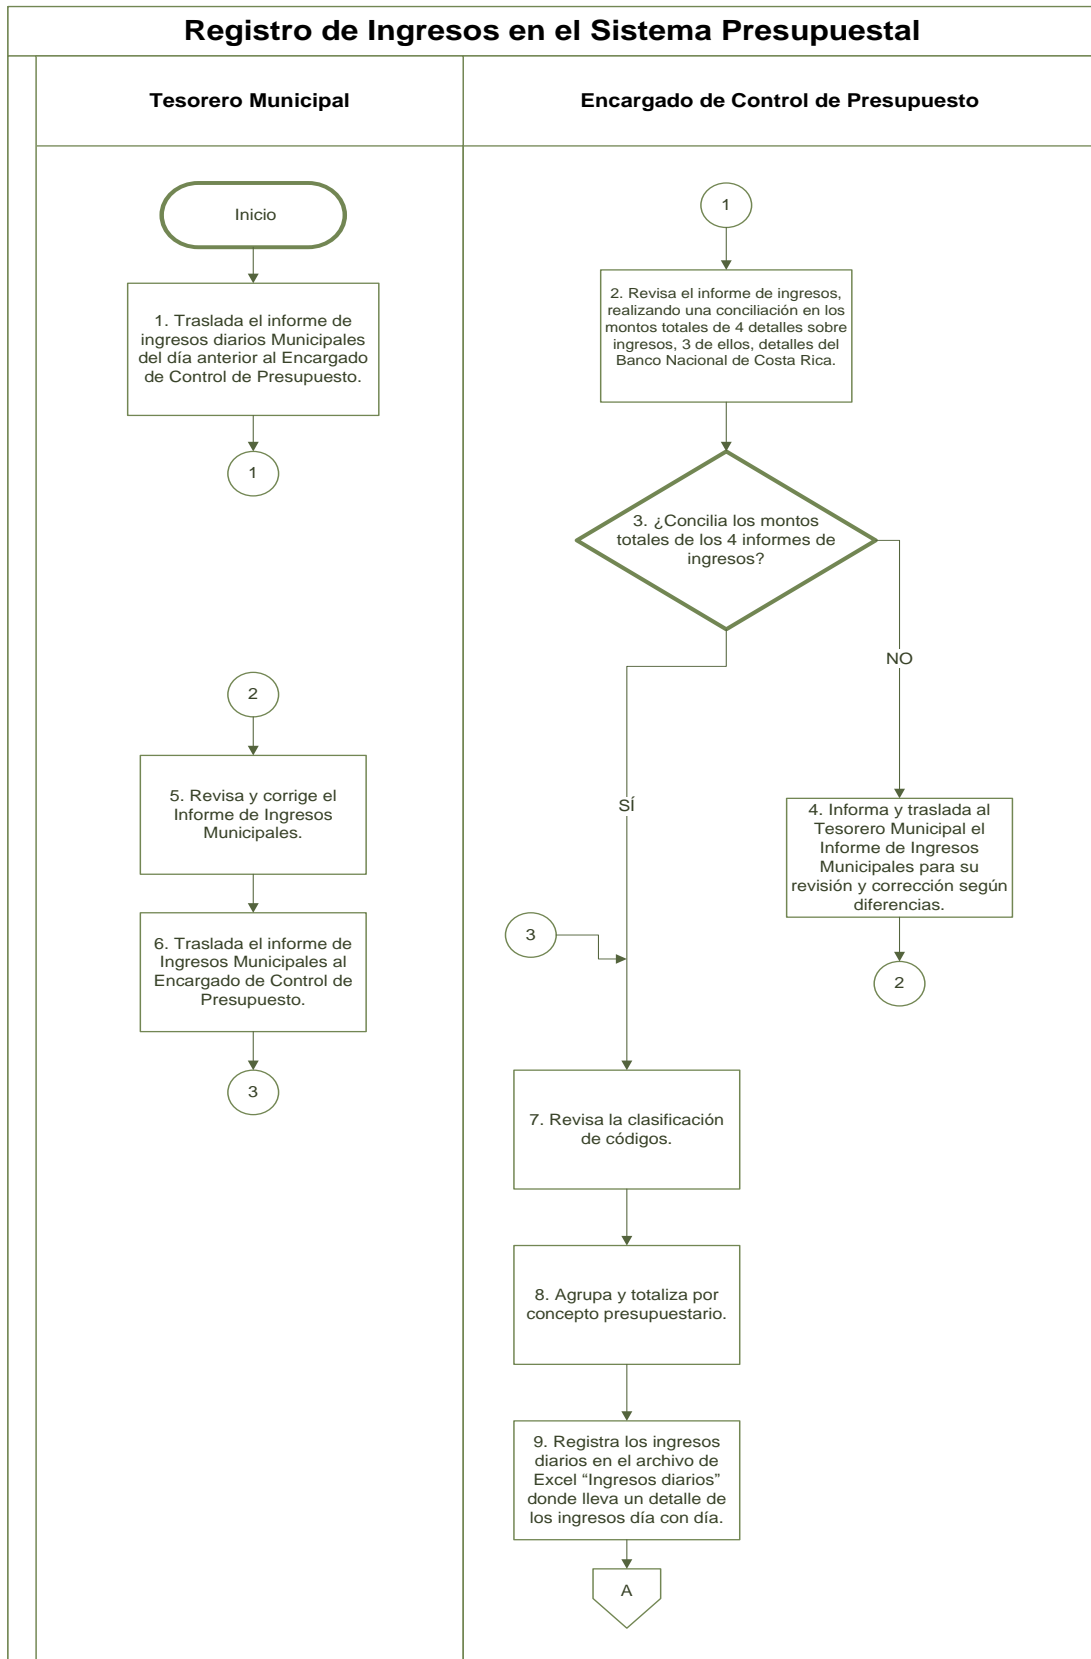 Registro de Ingresos en el Sistema Presupuestal
Tesorero Municipal
Encargado de Control de Presupuesto
Inicio
1. Traslada el informe de
ingresos diarios Municipales
del día anterior al Encargado
de Control de Presupuesto.
1
2
5. Revisa y corrige el
Informe de Ingresos
Municipales.
6. Traslada el informe de
Ingresos Municipales al
Encargado de Control de
Presupuesto.
3
1
2. Revisa el informe de ingresos,
realizando una conciliación en los
montos totales de 4 detalles sobre
ingresos, 3 de ellos, detalles del
Banco Nacional de Costa Rica.
3. ¿Concilia los montos
totales de los 4 informes de
ingresos?
NO
SÍ
4. Informa y traslada al
Tesorero Municipal el
Informe de Ingresos
Municipales para su
revisión y corrección según
diferencias.
2
3
7. Revisa la clasificación
de códigos.
8. Agrupa y totaliza por
concepto presupuestario.
9. Registra los ingresos
diarios en el archivo de
Excel “Ingresos diarios”
donde lleva un detalle de
los ingresos día con día.
A